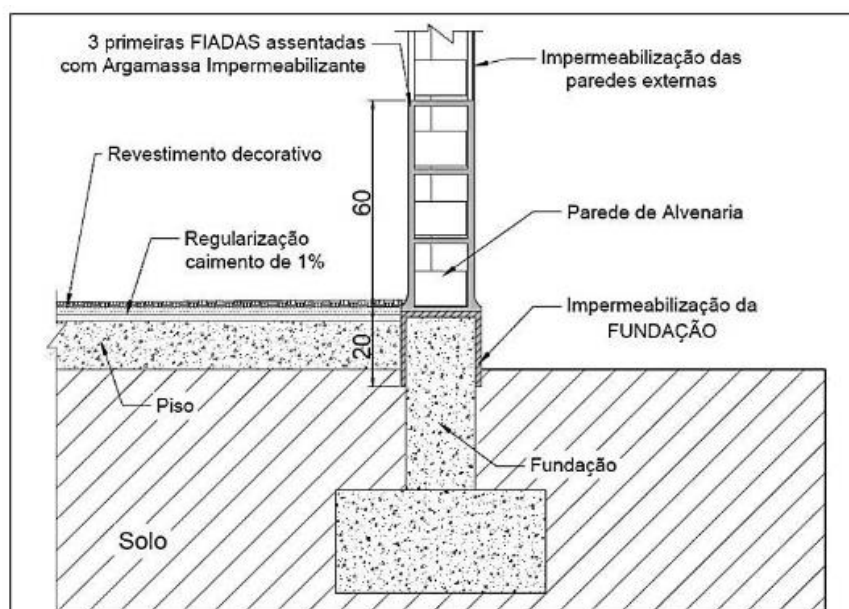 3 primeiras FIADAS assentadas
com Argamassa Impermeabilizante
Impermeabilização das
paredes externas
Revestimento decorativo
60
Parede de Alvenaria
Regularização
caimento de 1%
Impermeabilização da
FUNDAÇÃO
20
Piso
Fundação
Solo